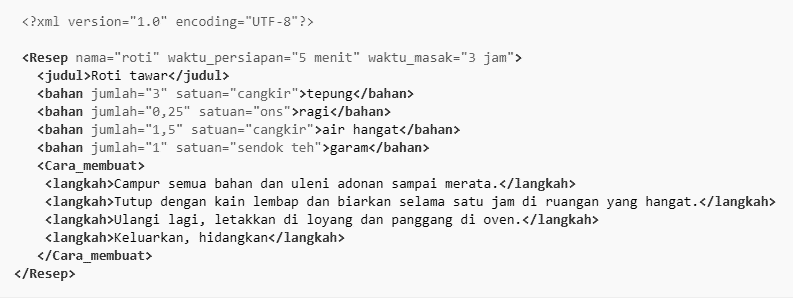 <?xml version="1.0" encoding="UTF-8"?>
<Resep nama="roti" waktu_persiapan="5 menit" waktu_masak="3 jam">
<judul>Roti tawar</judul>
<bahan jumlah="3" satuan="cangkir">tepung</bahan>
<bahan jumlah="0,25" satuan="ons">ragi</bahan>
<bahan jumlah="1,5" satuan="cangkir">air hangat</bahan>
<bahan jumlah="1" satuan="sendok teh">garam</bahan>
<Cara_membuat>
<langkah>Campur semua bahan dan uleni adonan sampai merata.</langkah>
<langkah>Tutup dengan kain lembap dan biarkan selama satu jam di ruangan yang hangat.</langkah>
<langkah>Ulangi lagi, letakkan di loyang dan panggang di oven.</langkah>
<langkah>Keluarkan, hidangkan</langkah>
</Cara_membuat>
</Resep>